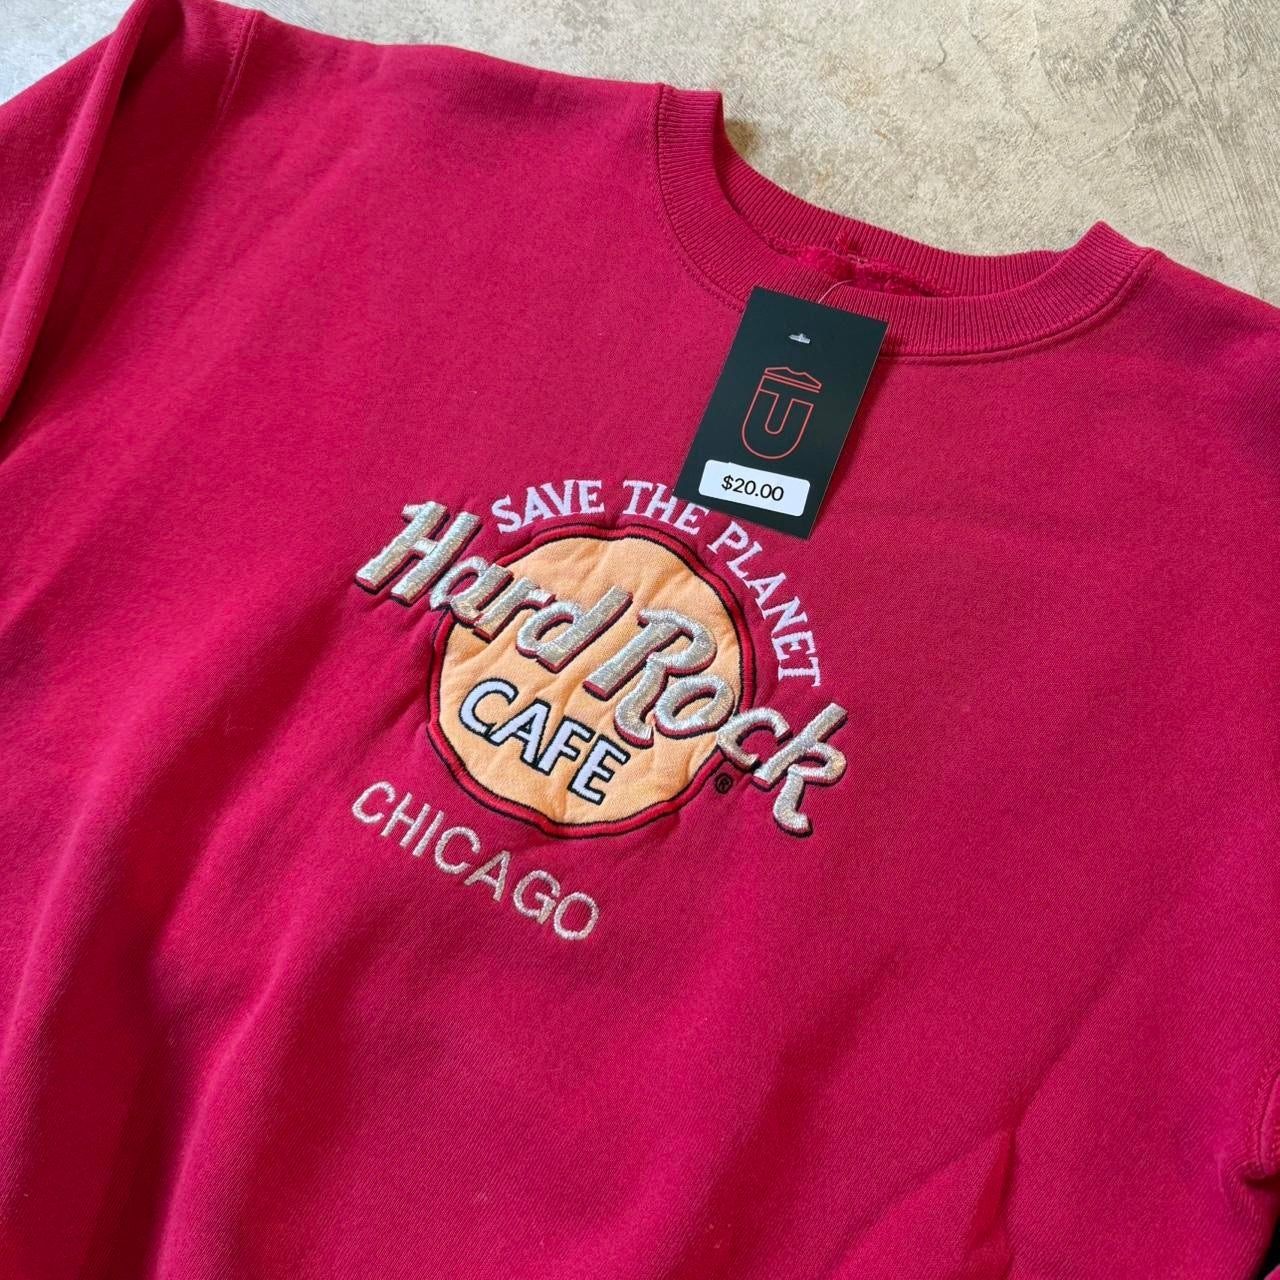 $20.00
SAVE THE PLANET
Hard Rock
CAFE
®
CHICAGO